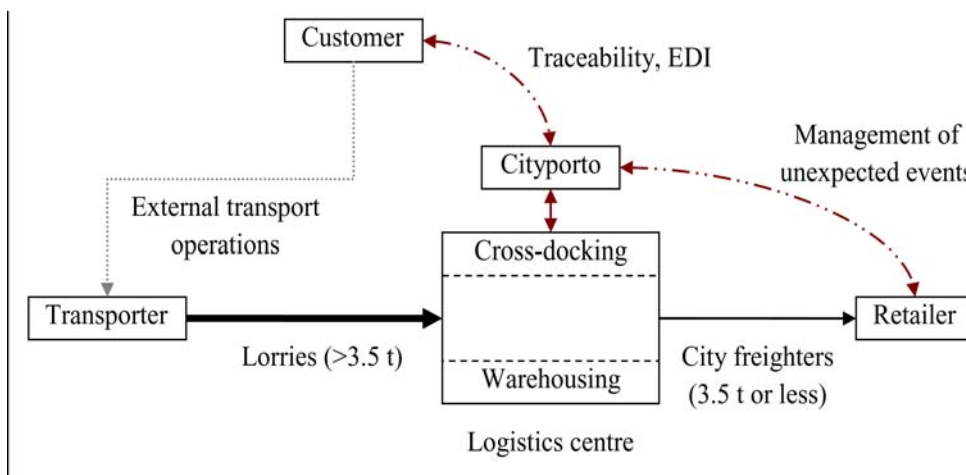 Customer
Traceability, EDI
Management of
unexpected events
Cityporto
External transport
operations
Cross-docking
Transporter
Retailer
Lorries (>3.5 t)
City freighters
(3.5 t or less)
Warehousing
Logistics centre